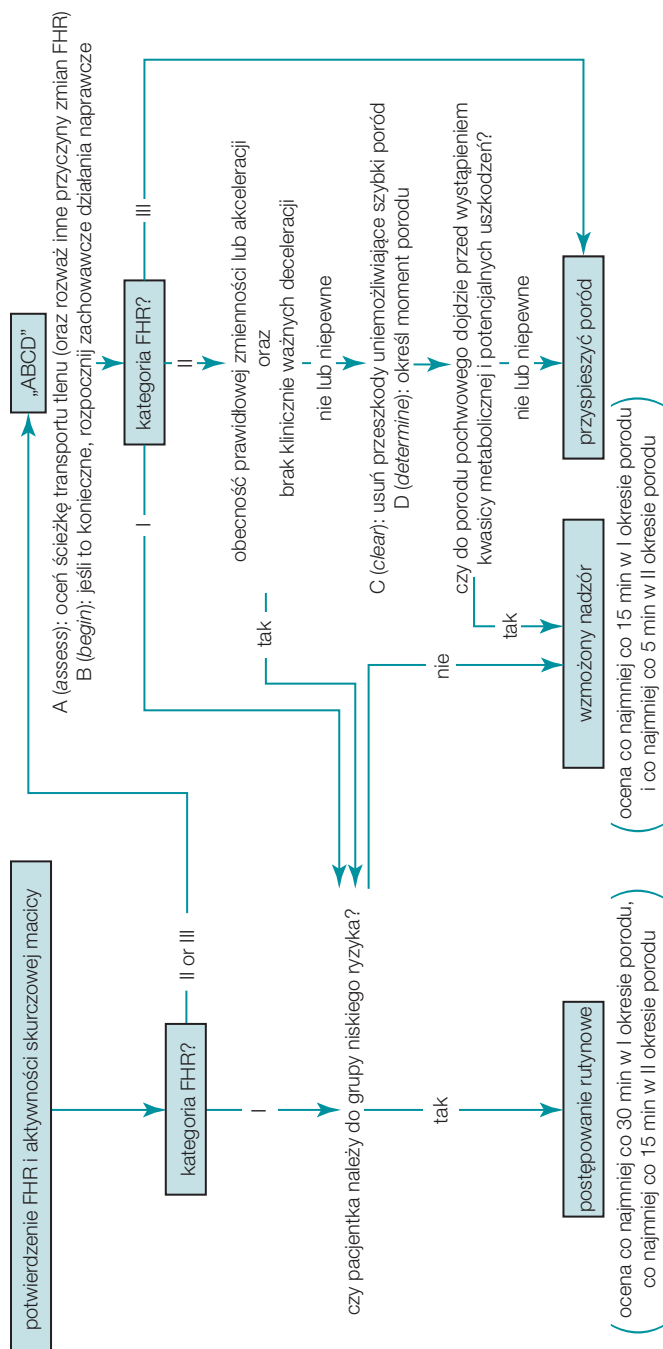 potwierdzenie FHR i aktywności skurczowej macicy
kategoria FHR?
II or III
I
czy pacjentka należy do grupy niskiego ryzyka?
tak
postępowanie rutynowe
ocena co najmniej co 30 min w I okresie porodu,
co najmniej co 15 min w II okresie porodu
„ABCD”
A (assess): oceń ścieżkę transportu tlenu (oraz rozważ inne przyczyny zmian FHR)
B (begin): jeśli to konieczne, rozpocznij zachowawcze działania naprawcze
kategoria FHR?
I
II
III
obecność prawidłowej zmienności lub akceleracji
oraz
brak klinicznie ważnych deceleracji
tak
nie lub niepewne
C (clear): usuń przeszkody uniemożliwiające szybki poród
D (determine): określ moment porodu
czy do porodu pochwowego dojdzie przed wystąpieniem
kwasicy metabolicznej i potencjalnych uszkodzeń?
nie
tak
nie lub niepewne
wzmożony nadzór
ocena co najmniej co 15 min w I okresie porodu
i co najmniej co 5 min w II okresie porodu
przyspieszyć poród